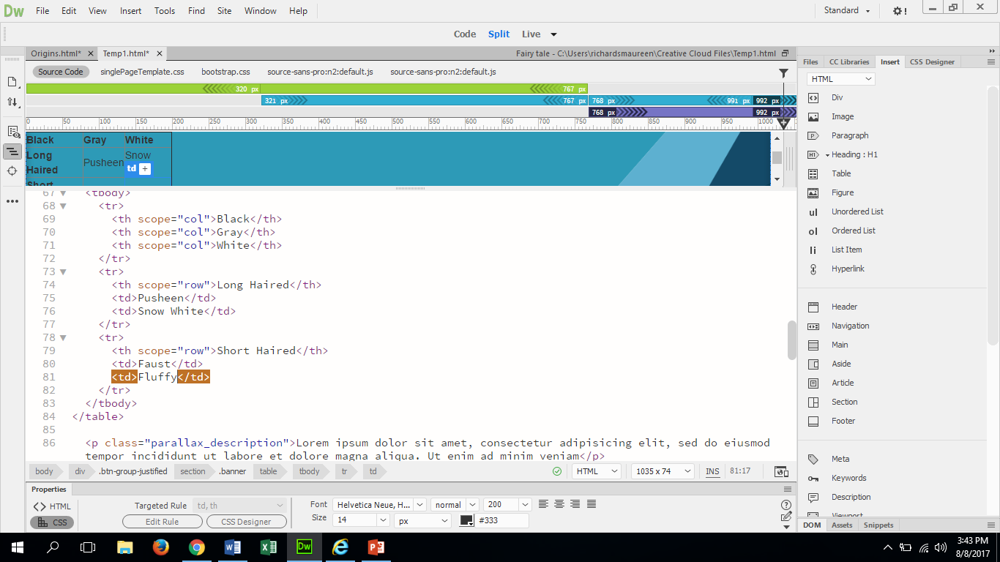 Dw File Edit View Insert Tools Find Site Window Help Standard !
Code Split Live
Origins.html* Temp1.html* Fairy tale - C:\Users\richardsmaureen\Creative Cloud Files\Temp1.html
Source Code singlePageTemplate.css bootstrap.css source-sans-pro:n2:default.js source-sans-pro:n2:default.js
320 px 767 px
321 px 767 px 768 px 991 px 992 px
768 px 992 px
0 50 100 150 200 250 300 350 400 450 500 550 600 650 700 750 800 850 900 950 1000
Black Gray White
Long Haired Pusheen Snow
td +
Short
67 <tbody>
68 <tr>
69 <th scope="col">Black</th>
70 <th scope="col">Gray</th>
71 <th scope="col">White</th>
72 </tr>
73 <tr>
74 <th scope="row">Long Haired</th>
75 <td>Pusheen</td>
76 <td>Snow White</td>
77 </tr>
78 <tr>
79 <th scope="row">Short Haired</th>
80 <td>Faust</td>
81 <td>Fluffy</td>
82 </tr>
83 </tbody>
84 </table>
85
86 <p class="parallax_description">Lorem ipsum dolor sit amet, consectetur adipisicing elit, sed do eiusmod
tempor incididunt ut labore et dolore magna aliqua. Ut enim ad minim veniam</p>
body div .btn-group-justified section .banner table tbody tr td HTML 1035 x 74 INS 81:17
Properties
HTML
CSS
Targeted Rule td, th
Edit Rule CSS Designer
Font Helvetica Neue, H... normal 200
Size 14 px #333
Files CC Libraries Insert CSS Designer
HTML
Div
Image
Paragraph
Heading : H1
Table
Figure
ul Unordered List
ol Ordered List
li List Item
Hyperlink
Header
Navigation
Main
Aside
Article
Section
Footer
Meta
Keywords
Description
Viewport
DOM Assets Snippets
3:43 PM
8/8/2017